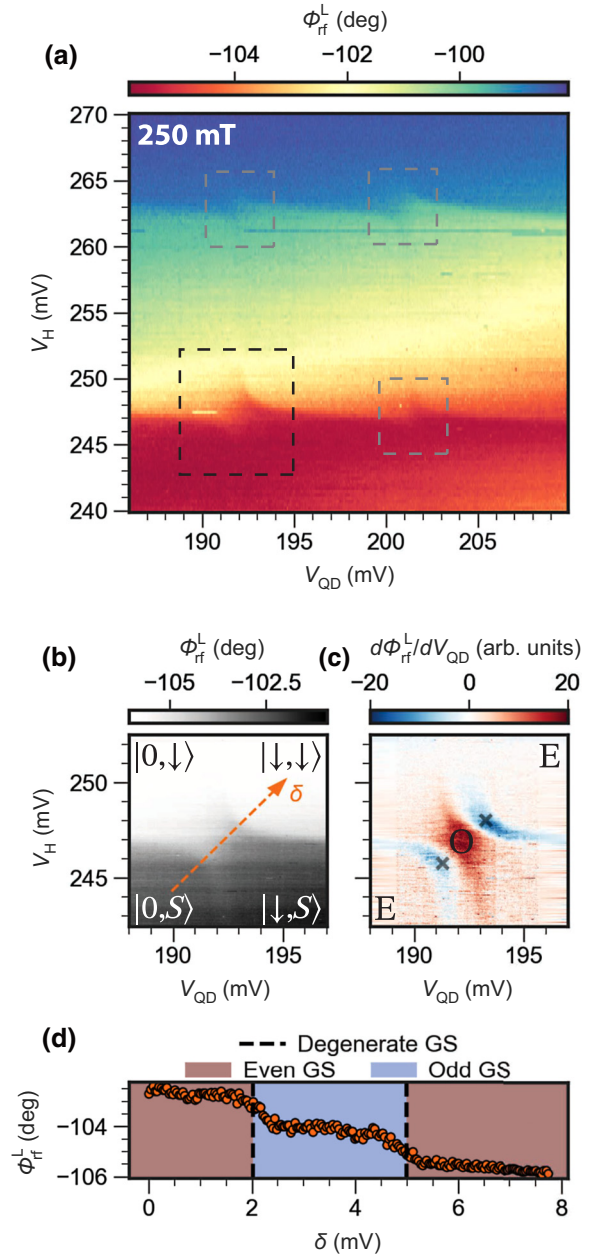 Φ_rf^L (deg)
(a)
−104 −102 −100
250 mT
270
265
260
255
250
245
240
V_H (mV)
190 195 200 205
V_QD (mV)
(b) Φ_rf^L (deg)
−105 −102.5
(c) dΦ_rf^L/dV_QD (arb. units)
−20 0 20
|0,↓⟩ |↓,↓⟩
δ
|0,S⟩ |↓,S⟩
250
245
V_H (mV)
190 195
V_QD (mV)
E
O
E
190 195
V_QD (mV)
(d)
Degenerate GS
Even GS Odd GS
−104
−106
Φ_rf^L (deg)
0 2 4 6 8
δ (mV)